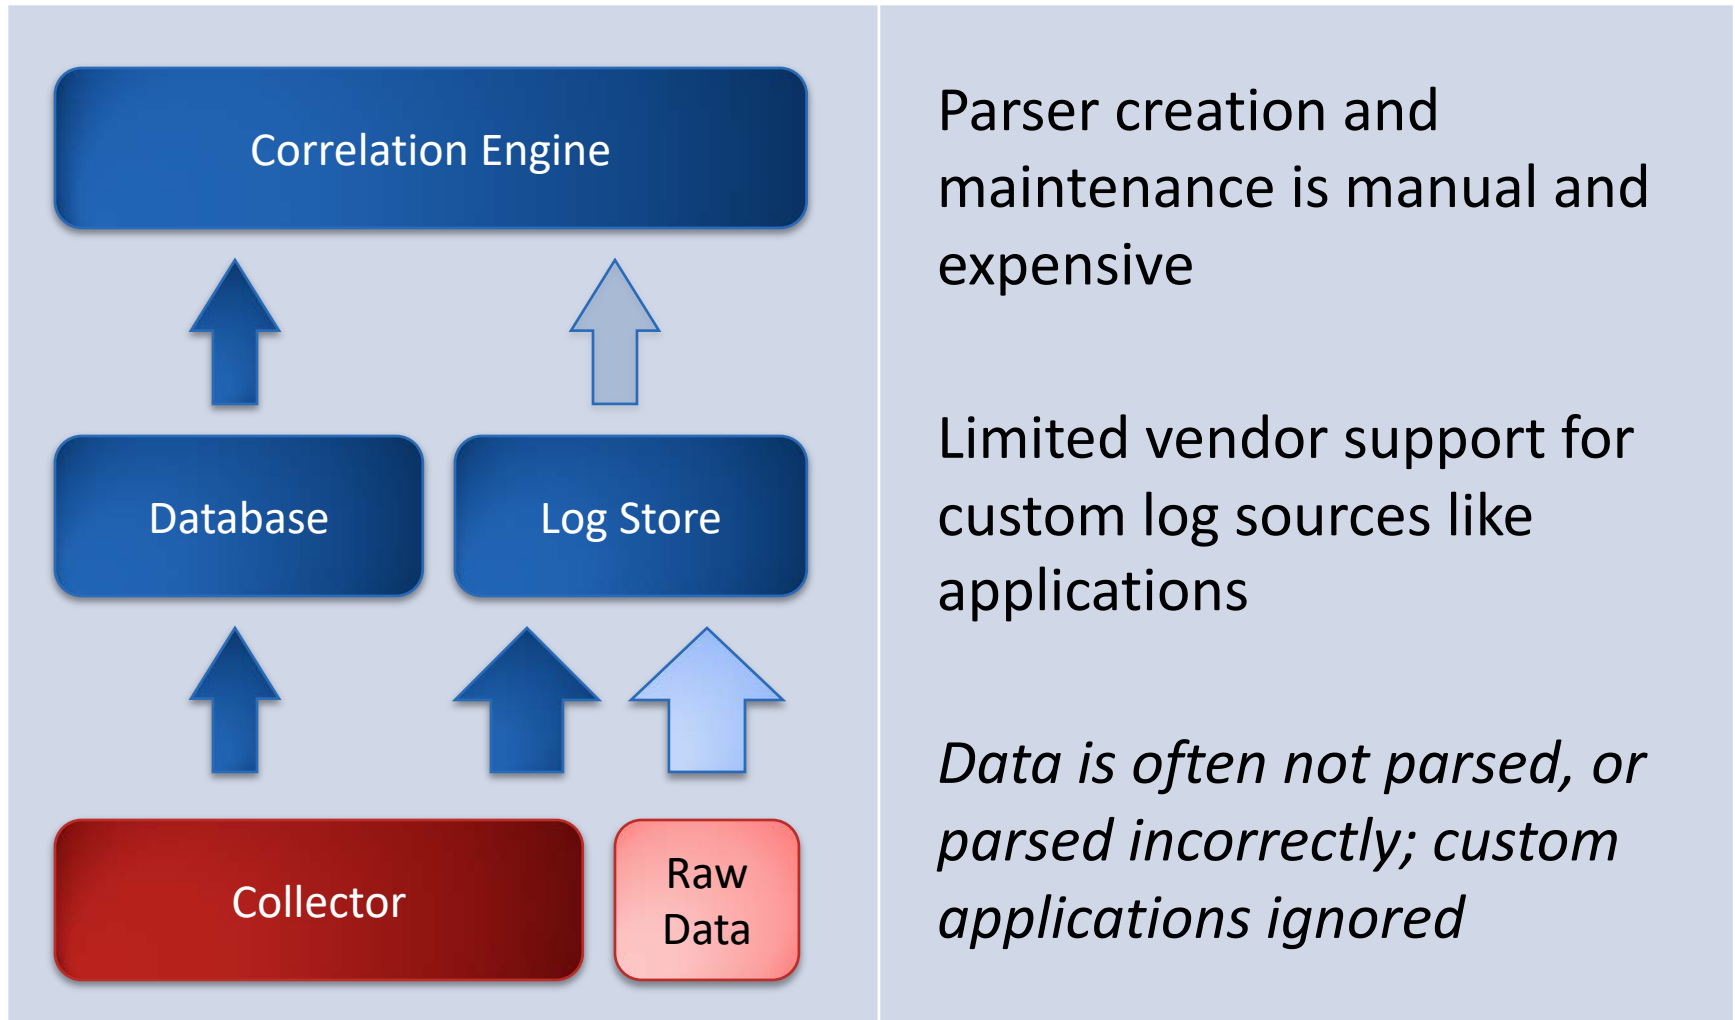 Correlation Engine
Database
Log Store
Collector
Raw
Data
Parser creation and
maintenance is manual and
expensive
Limited vendor support for
custom log sources like
applications
Data is often not parsed, or
parsed incorrectly; custom
applications ignored